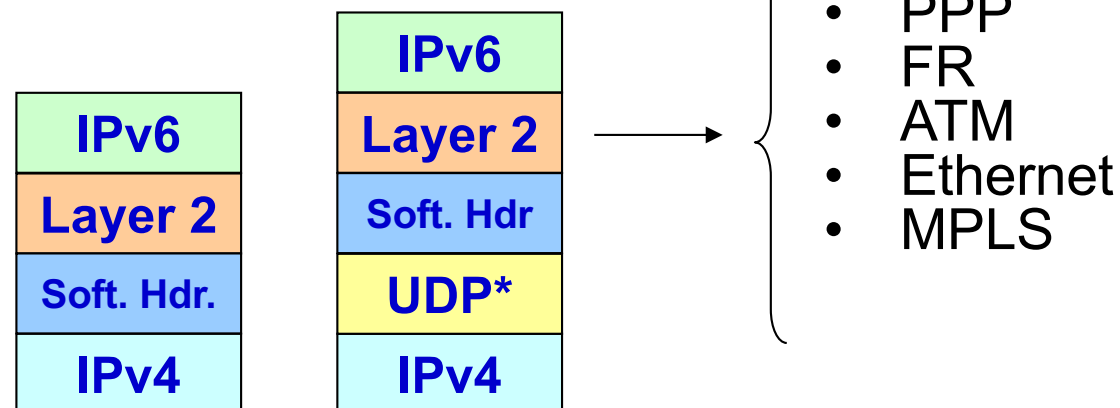 IPv6
Layer 2
Soft. Hdr.
IPv4
IPv6
Layer 2
Soft. Hdr
UDP*
IPv4
• PPP
• FR
• ATM
• Ethernet
• MPLS